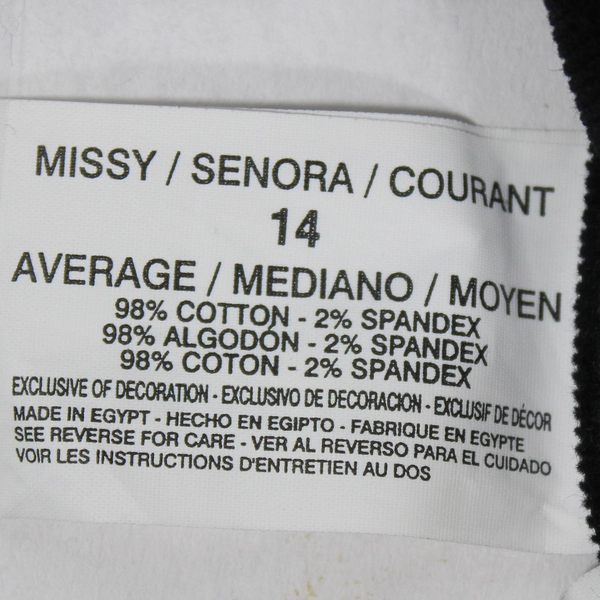 MISSY / SENORA / COURANT
14
AVERAGE / MEDIANO / MOYEN
98% COTTON - 2% SPANDEX
98% ALGODÓN - 2% SPANDEX
98% COTON - 2% SPANDEX
EXCLUSIVE OF DECORATION - EXCLUSIVO DE DECORACION - EXCLUSIF DE DÉCOR
MADE IN EGYPT - HECHO EN EGIPTO - FABRIQUE EN EGYPTE
SEE REVERSE FOR CARE - VER AL REVERSO PARA EL CUIDADO
VOIR LES INSTRUCTIONS D'ENTRETIEN AU DOS